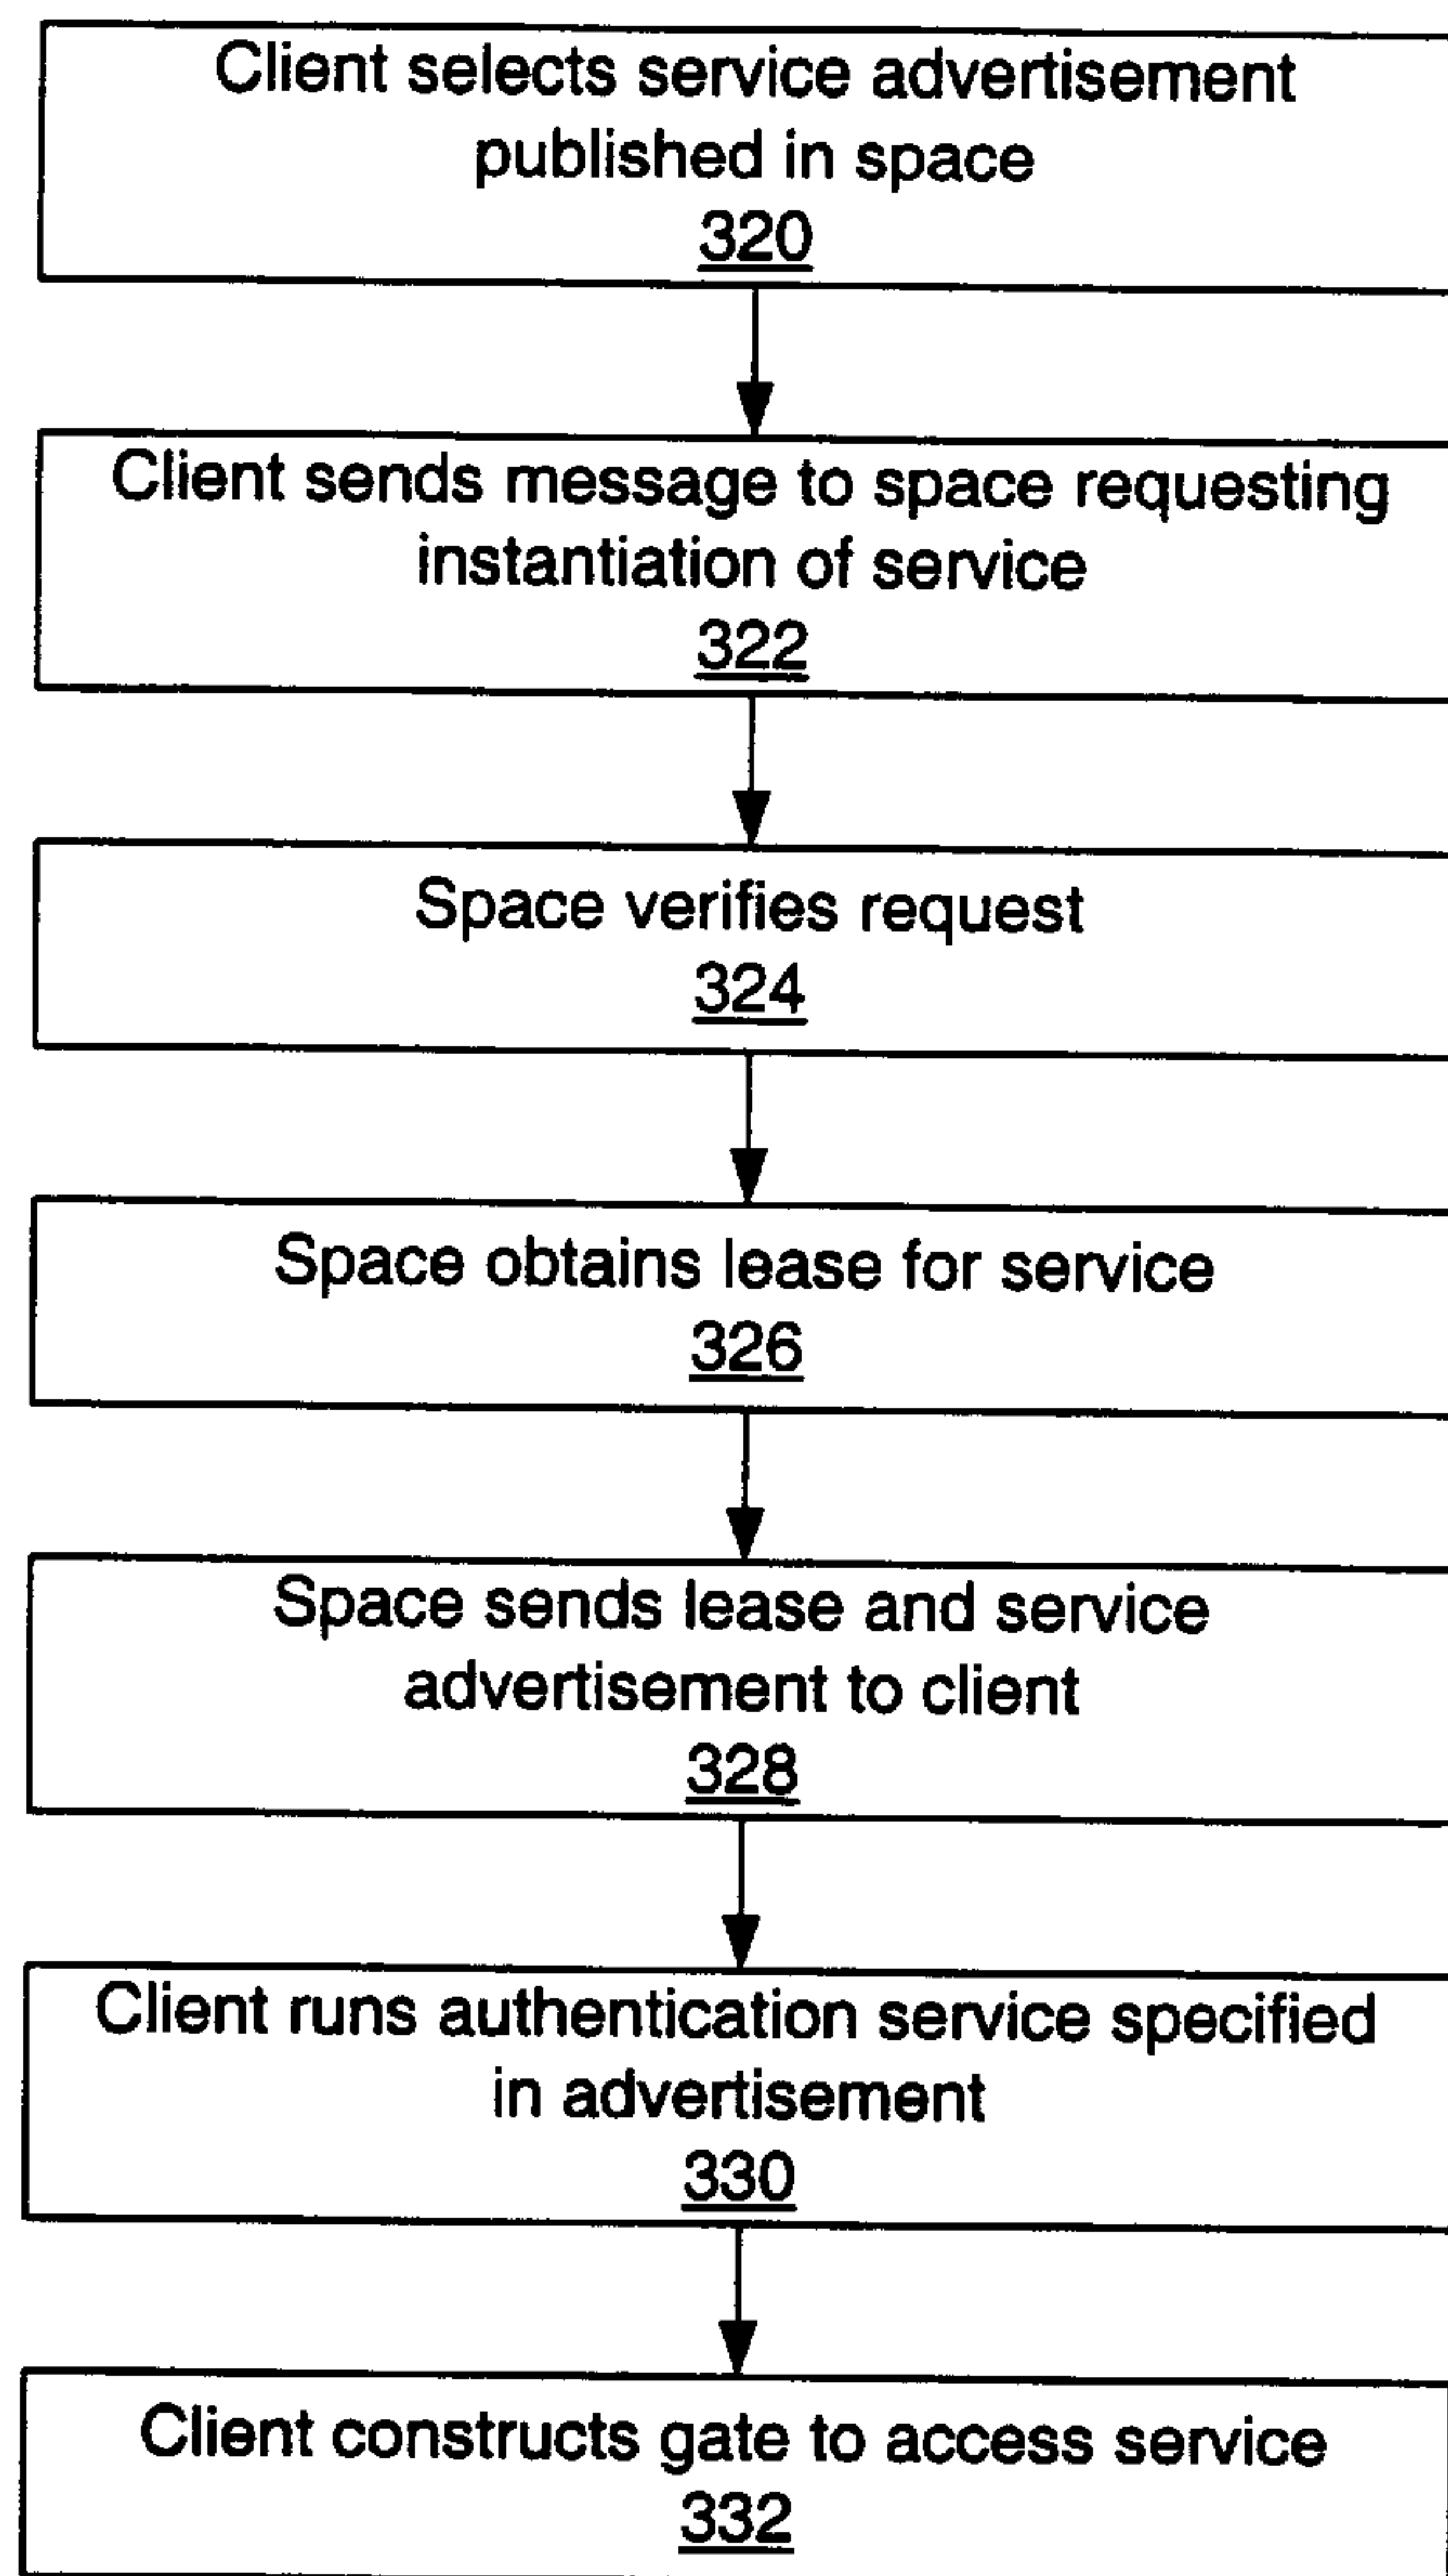 Client selects service advertisement
published in space
320
Client sends message to space requesting
instantiation of service
322
Space verifies request
324
Space obtains lease for service
326
Space sends lease and service
advertisement to client
328
Client runs authentication service specified
in advertisement
330
Client constructs gate to access service
332